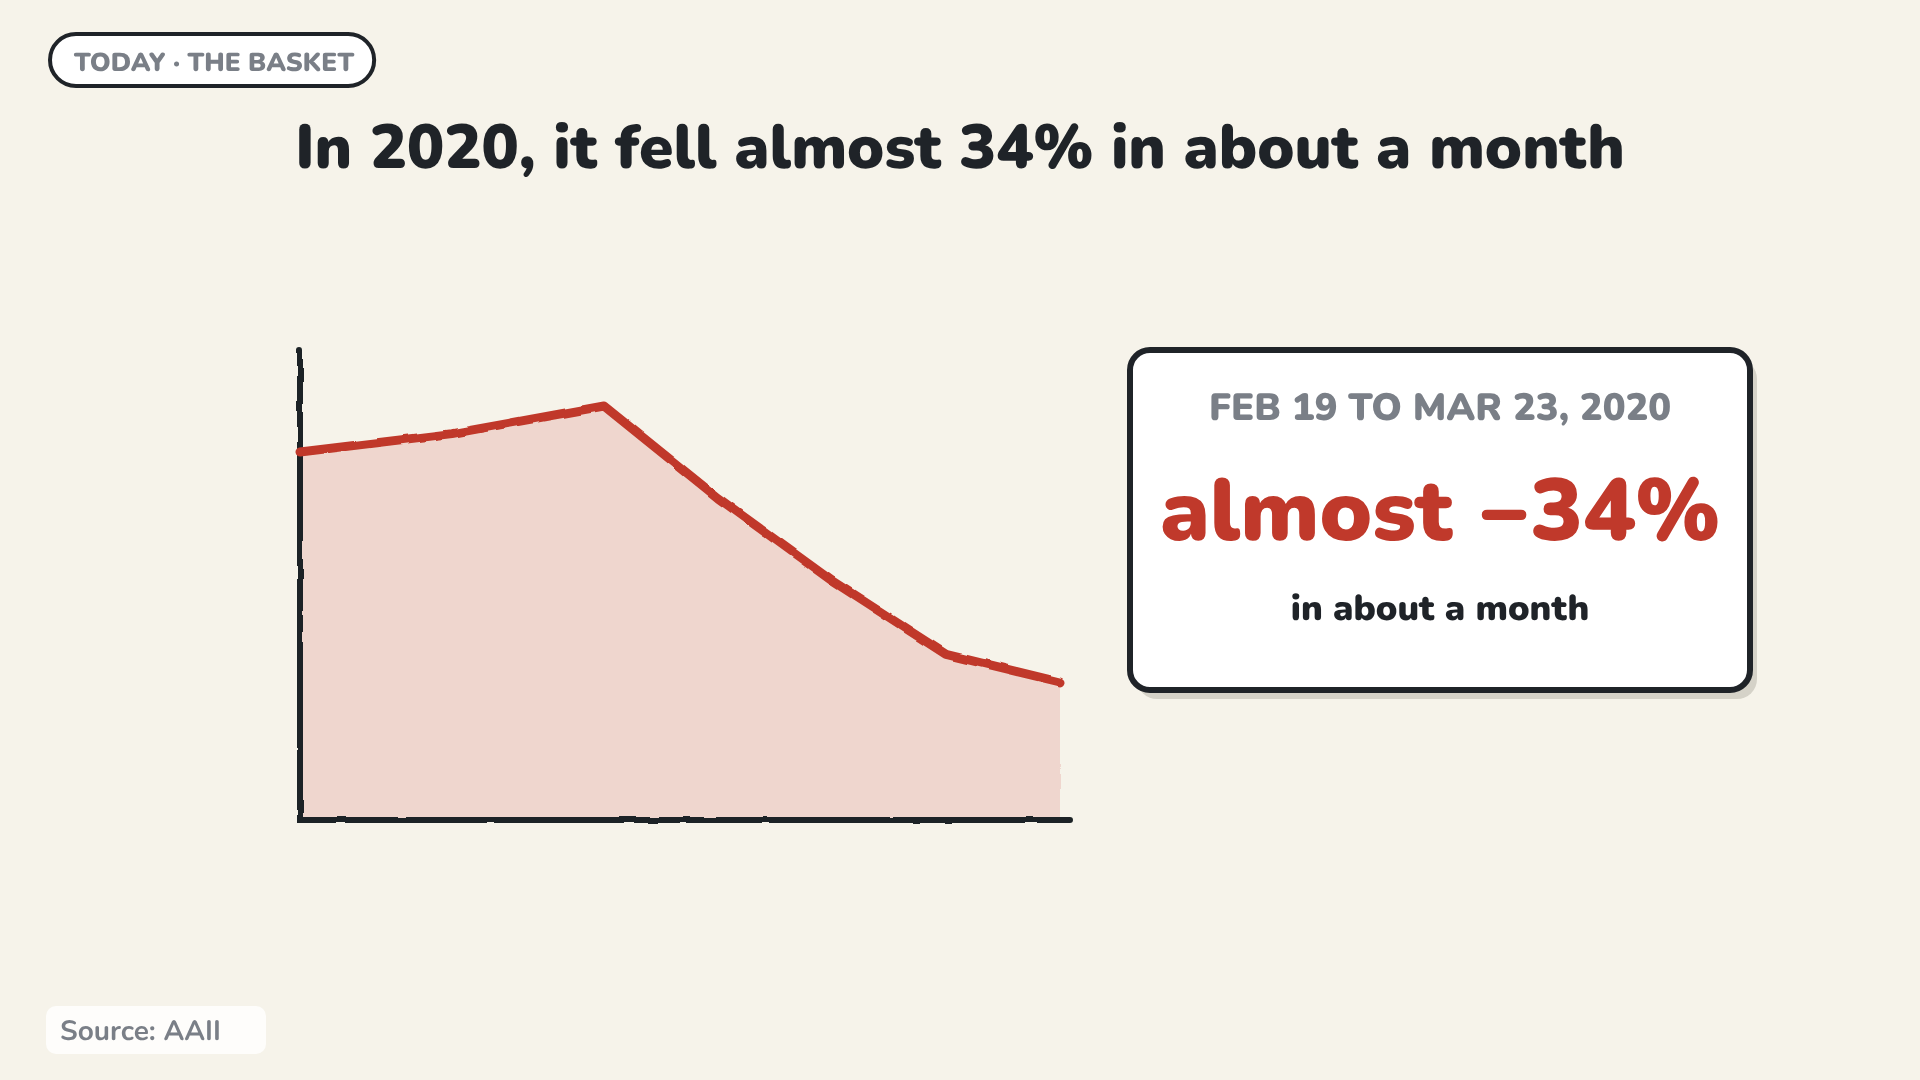 TODAY · THE BASKET
In 2020, it fell almost 34% in about a month
FEB 19 TO MAR 23, 2020
almost −34%
in about a month
Source: AAII